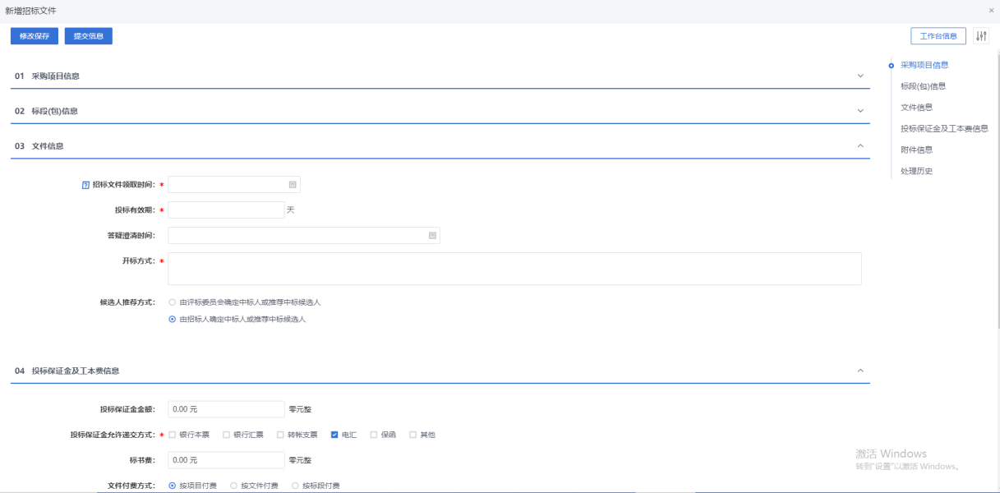 新增招标文件
修改保存 提交信息 工作台信息
01 采购项目信息
02 标段(包)信息
03 文件信息
招标文件领取时间: *
投标有效期: * 天
答疑澄清时间:
开标方式: *
候选人推荐方式: 由评标委员会确定中标人或推荐中标候选人
由招标人确定中标人或推荐中标候选人
04 投标保证金及工本费信息
投标保证金金额: 0.00 元 零元整
投标保证金允许递交方式: * 银行本票 银行汇票 转帐支票 电汇 保函 其他
标书费: 0.00 元 零元整
文件付费方式: 按项目付费 按文件付费 按标段付费
采购项目信息
标段(包)信息
文件信息
投标保证金及工本费信息
附件信息
处理历史
激活 Windows
转到"设置"以激活 Windows。